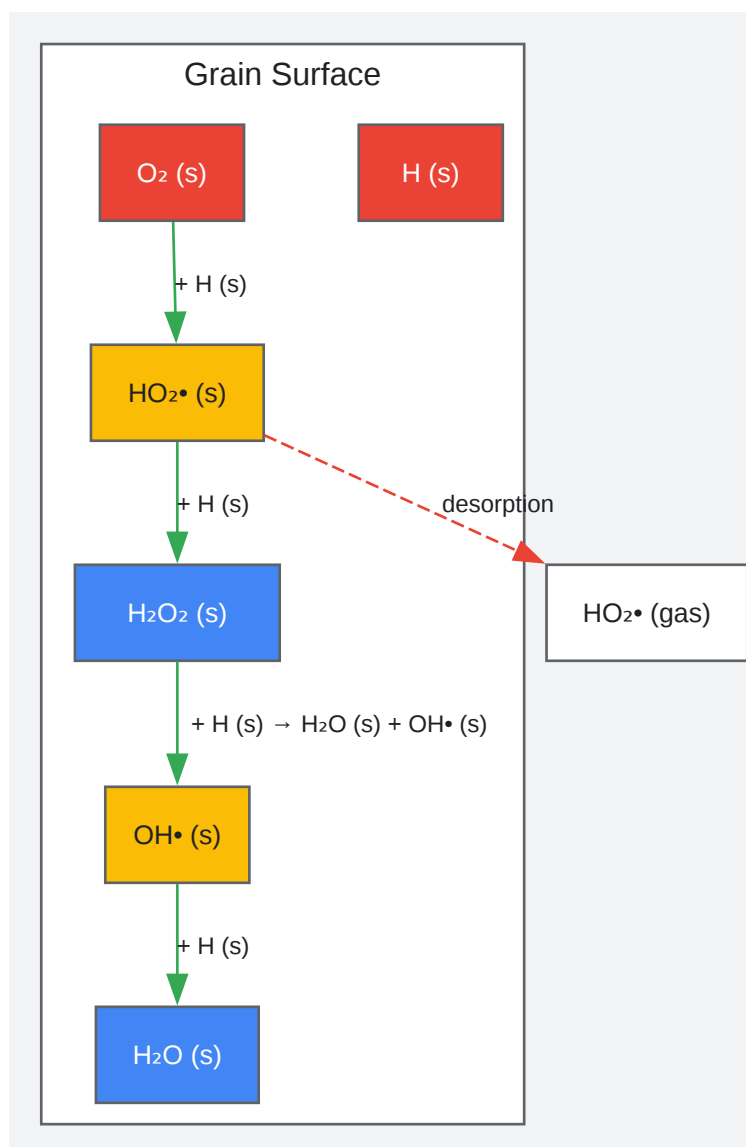 Grain Surface
O₂ (s)
H (s)
+ H (s)
HO₂• (s)
+ H (s)
desorption
H₂O₂ (s)
HO₂• (gas)
+ H (s) → H₂O (s) + OH• (s)
OH• (s)
+ H (s)
H₂O (s)